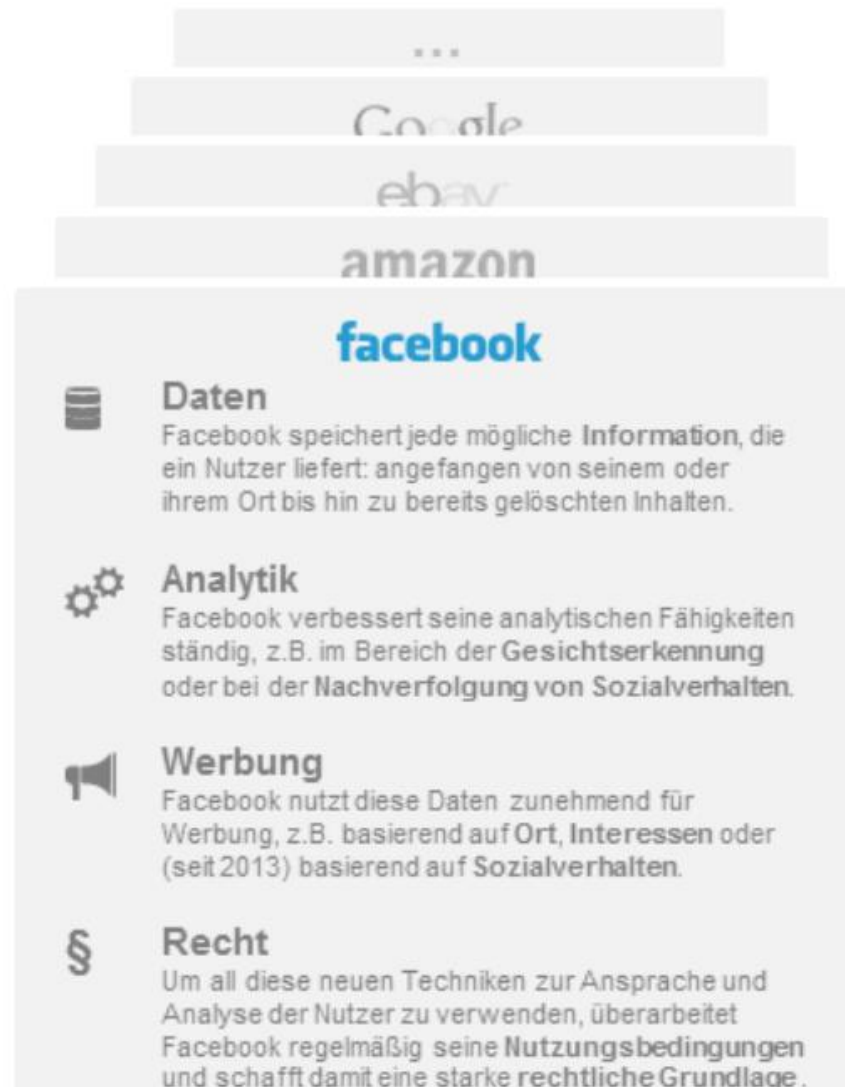 ...
Google
ebay
amazon
facebook
Daten
Facebook speichert jede mögliche Information, die
ein Nutzer liefert: angefangen von seinem oder
ihrem Ort bis hin zu bereits gelöschten Inhalten.
Analytik
Facebook verbessert seine analytischen Fähigkeiten
ständig, z.B. im Bereich der Gesichtserkennung
oder bei der Nachverfolgung von Sozialverhalten.
Werbung
Facebook nutzt diese Daten zunehmend für
Werbung, z.B. basierend auf Ort, Interessen oder
(seit 2013) basierend auf Sozialverhalten.
§ Recht
Um all diese neuen Techniken zur Ansprache und
Analyse der Nutzer zu verwenden, überarbeitet
Facebook regelmäßig seine Nutzungsbedingungen
und schafft damit eine starke rechtliche Grundlage.